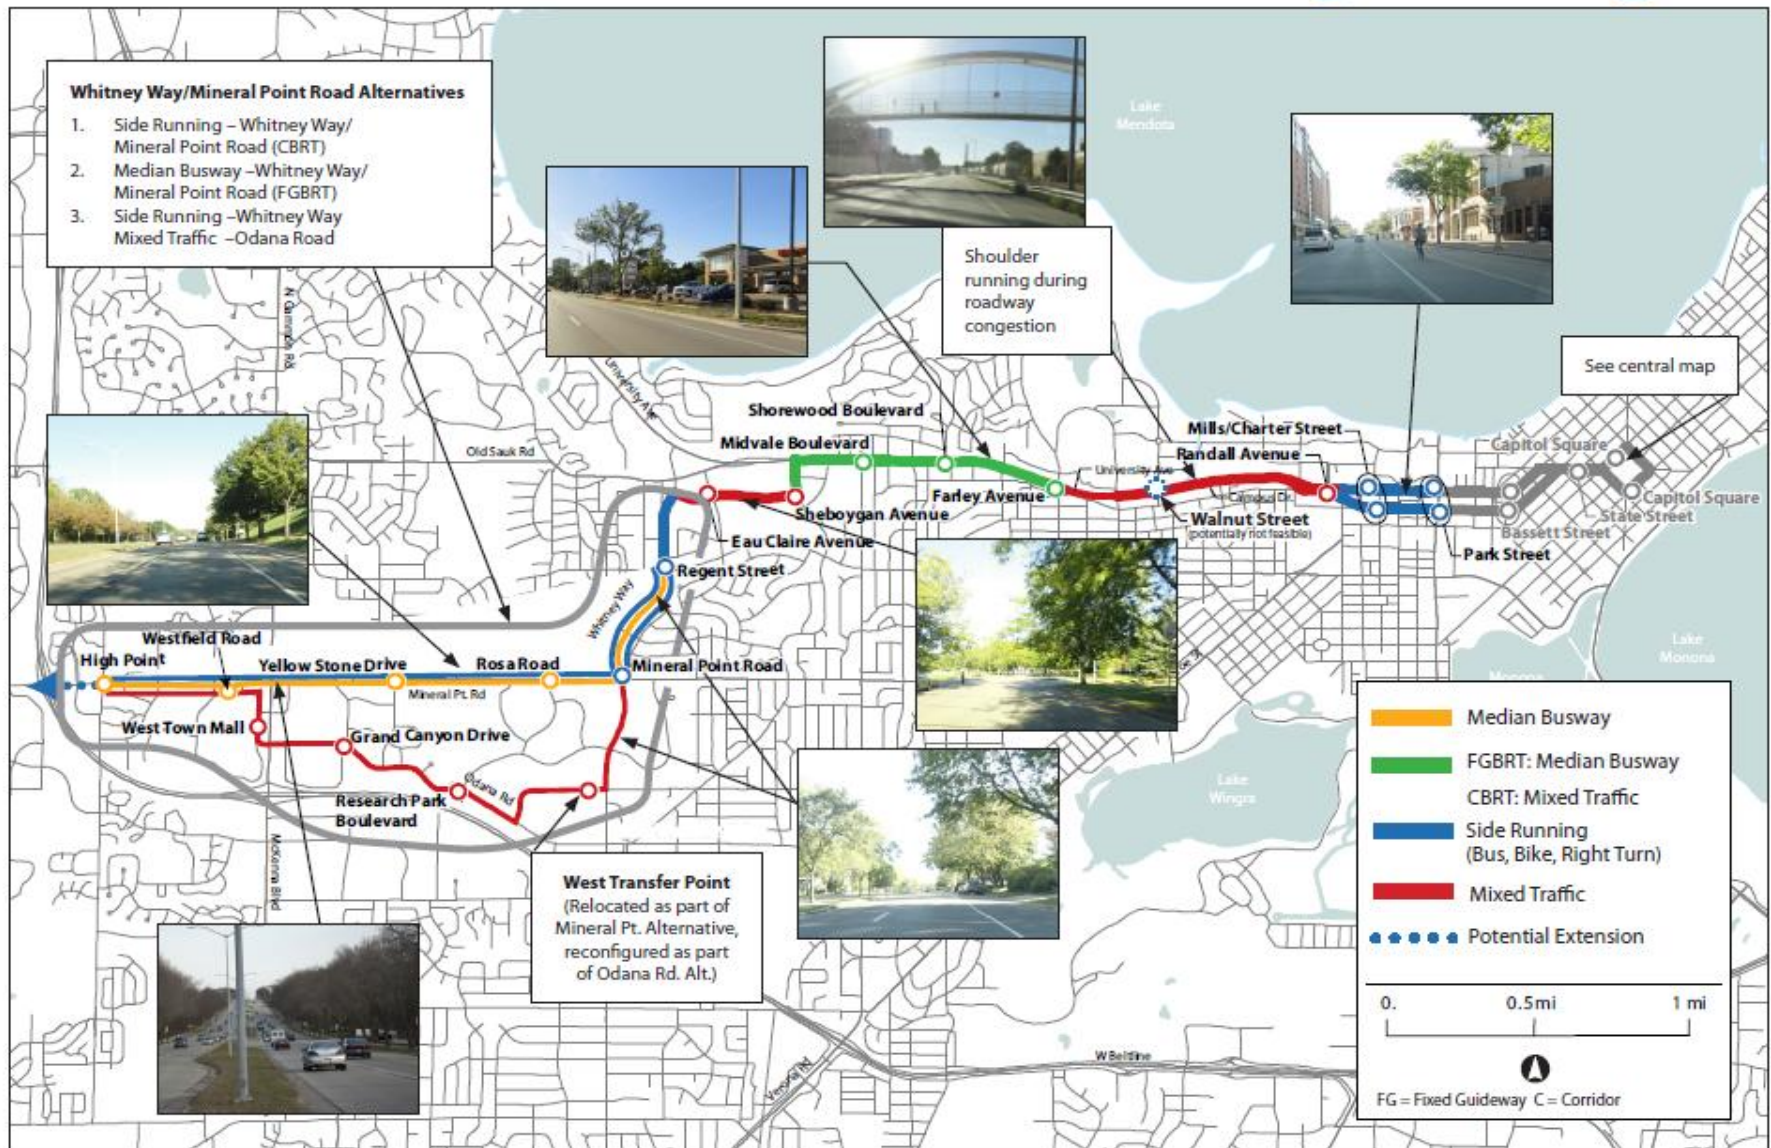 Whitney Way/Mineral Point Road Alternatives
1. Side Running – Whitney Way/
Mineral Point Road (CBRT)
2. Median Busway –Whitney Way/
Mineral Point Road (FGBRT)
3. Side Running –Whitney Way
Mixed Traffic –Odana Road
Lake
Mendota
Shoulder
running during
roadway
congestion
See central map
N Gammon Rd
University Ave
Old Sauk Rd
Shorewood Boulevard
Midvale Boulevard
Mills/Charter Street
Randall Avenue
Capitol Square
University Ave
Farley Avenue
Campus Dr.
Capitol Square
State Street
Sheboygan Avenue
Walnut Street
(potentially not feasible)
Bassett Street
Eau Claire Avenue
Park Street
Regent Street
Whitney Way
Westfield Road
High Point
Yellow Stone Drive
Rosa Road
Mineral Point Road
Mineral Pt. Rd
Lake
Monona
Monona
West Town Mall
Grand Canyon Drive
Odana Rd
Research Park
Boulevard
McKenna Blvd
Lake
Wingra
West Transfer Point
(Relocated as part of
Mineral Pt. Alternative,
reconfigured as part
of Odana Rd. Alt.)
Verona Rd
W Beltline
Median Busway
FGBRT: Median Busway
CBRT: Mixed Traffic
Side Running
(Bus, Bike, Right Turn)
Mixed Traffic
Potential Extension
0. 0.5mi 1 mi
FG = Fixed Guideway C = Corridor